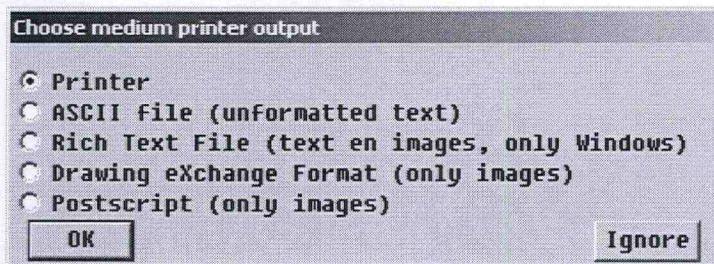 Choose medium printer output
Printer
ASCII file (unformatted text)
Rich Text File (text en images, only Windows)
Drawing eXchange Format (only images)
Postscript (only images)
OK Ignore